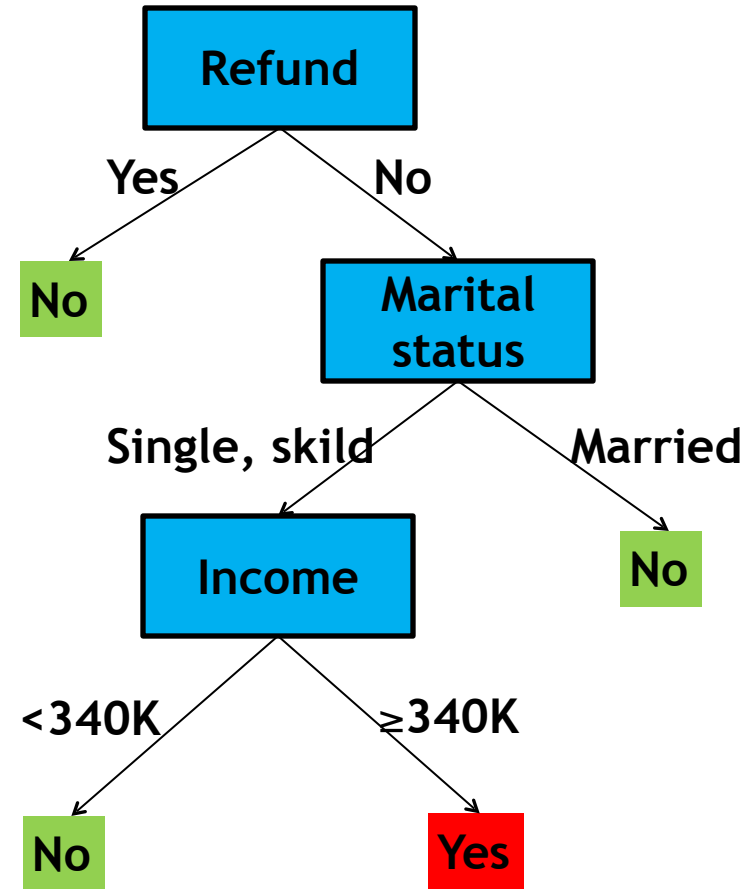 Refund
Yes
No
No
Marital
status
Single, skild
Married
Income
No
<340K
≥340K
No
Yes